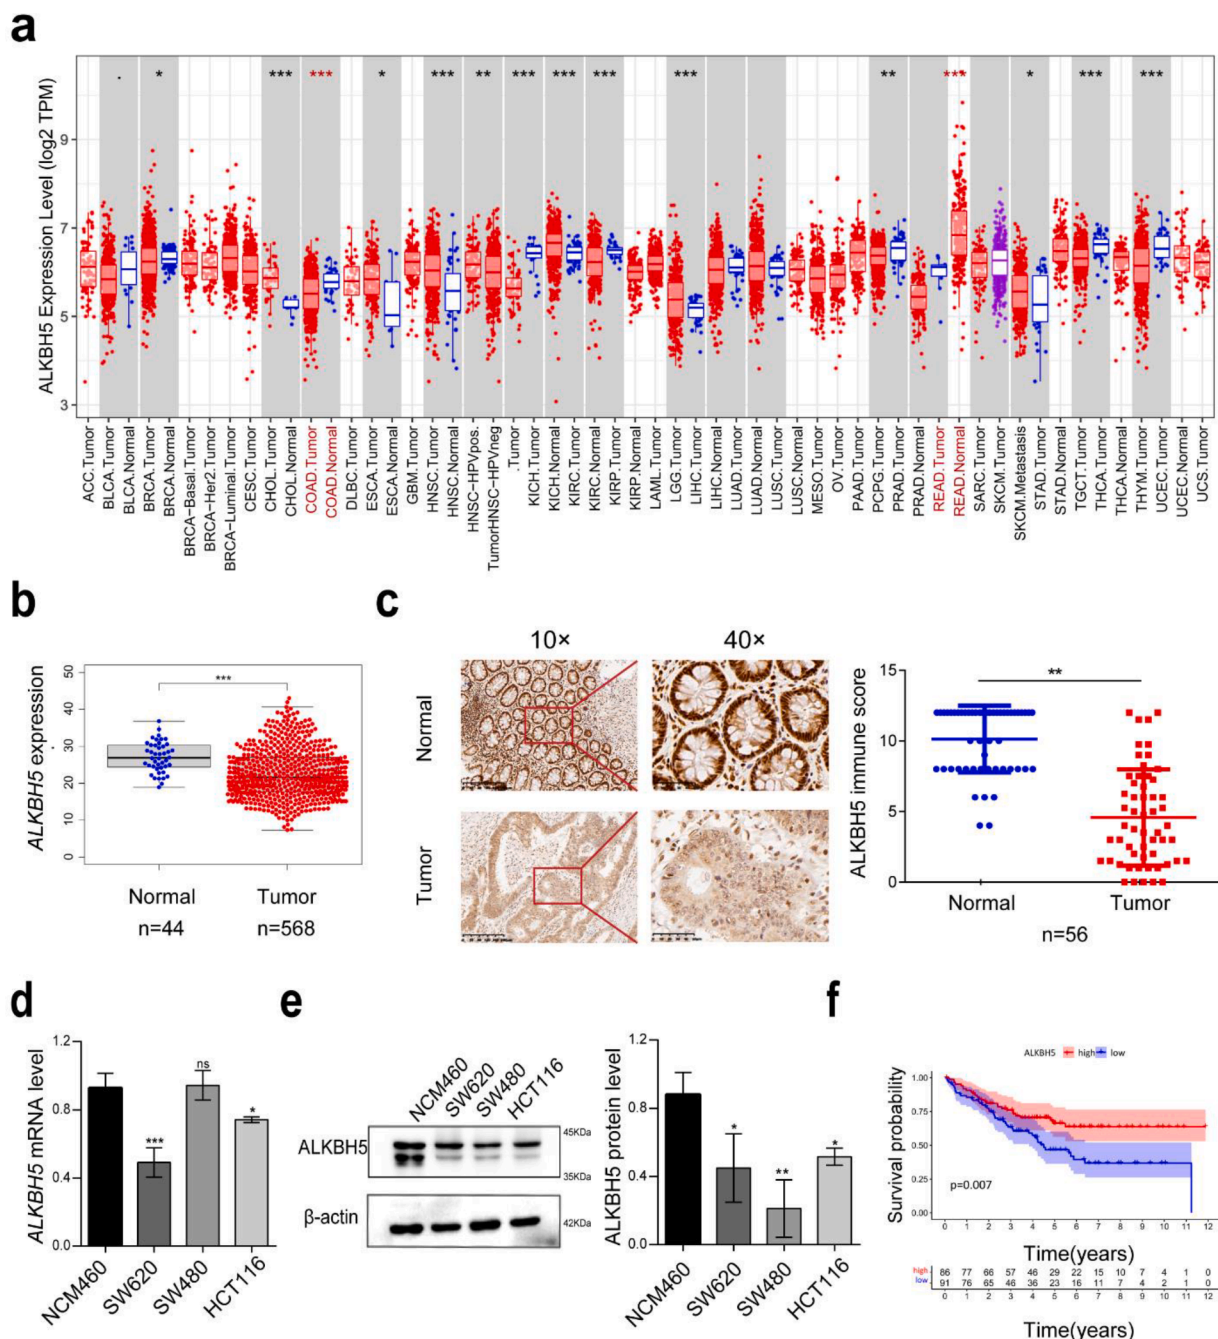 a
ALKBH5 Expression Level (log2 TPM)
. * *** *** * *** ** *** *** *** *** ** *** * *** ***
9
7
5
3
ACC.Tumor
BLCA.Tumor
BLCA.Normal
BRCA.Tumor
BRCA.Normal
BRCA-Basal.Tumor
BRCA-Her2.Tumor
BRCA-Luminal.Tumor
CESC.Tumor
CHOL.Tumor
CHOL.Normal
COAD.Tumor
COAD.Normal
DLBC.Tumor
ESCA.Tumor
ESCA.Normal
GBM.Tumor
HNSC.Tumor
HNSC.Normal
HNSC-HPVpos.
TumorHNSC-HPVneg
.Tumor
KICH.Tumor
KICH.Normal
KIRC.Tumor
KIRC.Normal
KIRP.Tumor
KIRP.Normal
LAML.Tumor
LGG.Tumor
LIHC.Tumor
LIHC.Normal
LUAD.Tumor
LUAD.Normal
LUSC.Tumor
LUSC.Normal
MESO.Tumor
OV.Tumor
PAAD.Tumor
PCPG.Tumor
PRAD.Tumor
PRAD.Normal
READ.Tumor
READ.Normal
SARC.Tumor
SKCM.Tumor
SKCM.Metastasis
STAD.Tumor
STAD.Normal
TGCT.Tumor
THCA.Tumor
THCA.Normal
THYM.Tumor
UCEC.Tumor
UCEC.Normal
UCS.Tumor
b
ALKBH5 expression
50
40
30
20
10
0
***
Normal Tumor
n=44 n=568
c
10× 40×
Normal
Tumor
ALKBH5 immune score
15
10
5
0
**
Normal Tumor
n=56
d
ALKBH5 mRNA level
1.2
0.8
0.4
0.0
***
ns
*
NCM460
SW620
SW480
HCT116
e
NCM460
SW620
SW480
HCT116
ALKBH5
45KDa
35KDa
β-actin
42KDa
ALKBH5 protein level
1.2
0.8
0.4
0.0
*
**
*
NCM460
SW620
SW480
HCT116
f
ALKBH5 high low
Survival probability
1.00
0.75
0.50
0.25
0.00
p=0.007
0 1 2 3 4 5 6 7 8 9 10 11 12
Time(years)
high 86 77 66 57 46 29 22 15 10 7 4 1 0
low 91 76 65 46 36 23 16 11 7 4 2 1 0
0 1 2 3 4 5 6 7 8 9 10 11 12
Time(years)